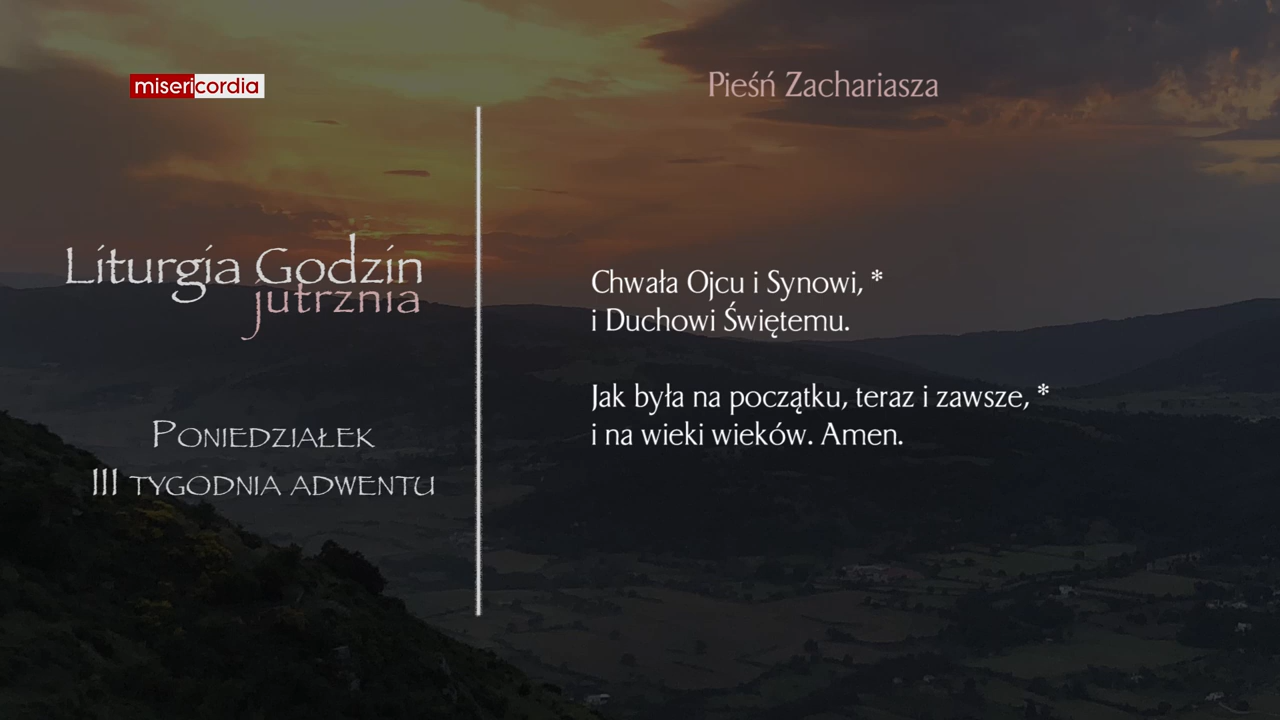 misericordia
Liturgia Godzin
jutrznia
Poniedziałek
III tygodnia adwentu
Pieśń Zachariasza
Chwała Ojcu i Synowi, *
i Duchowi Świętemu.
Jak była na początku, teraz i zawsze, *
i na wieki wieków. Amen.